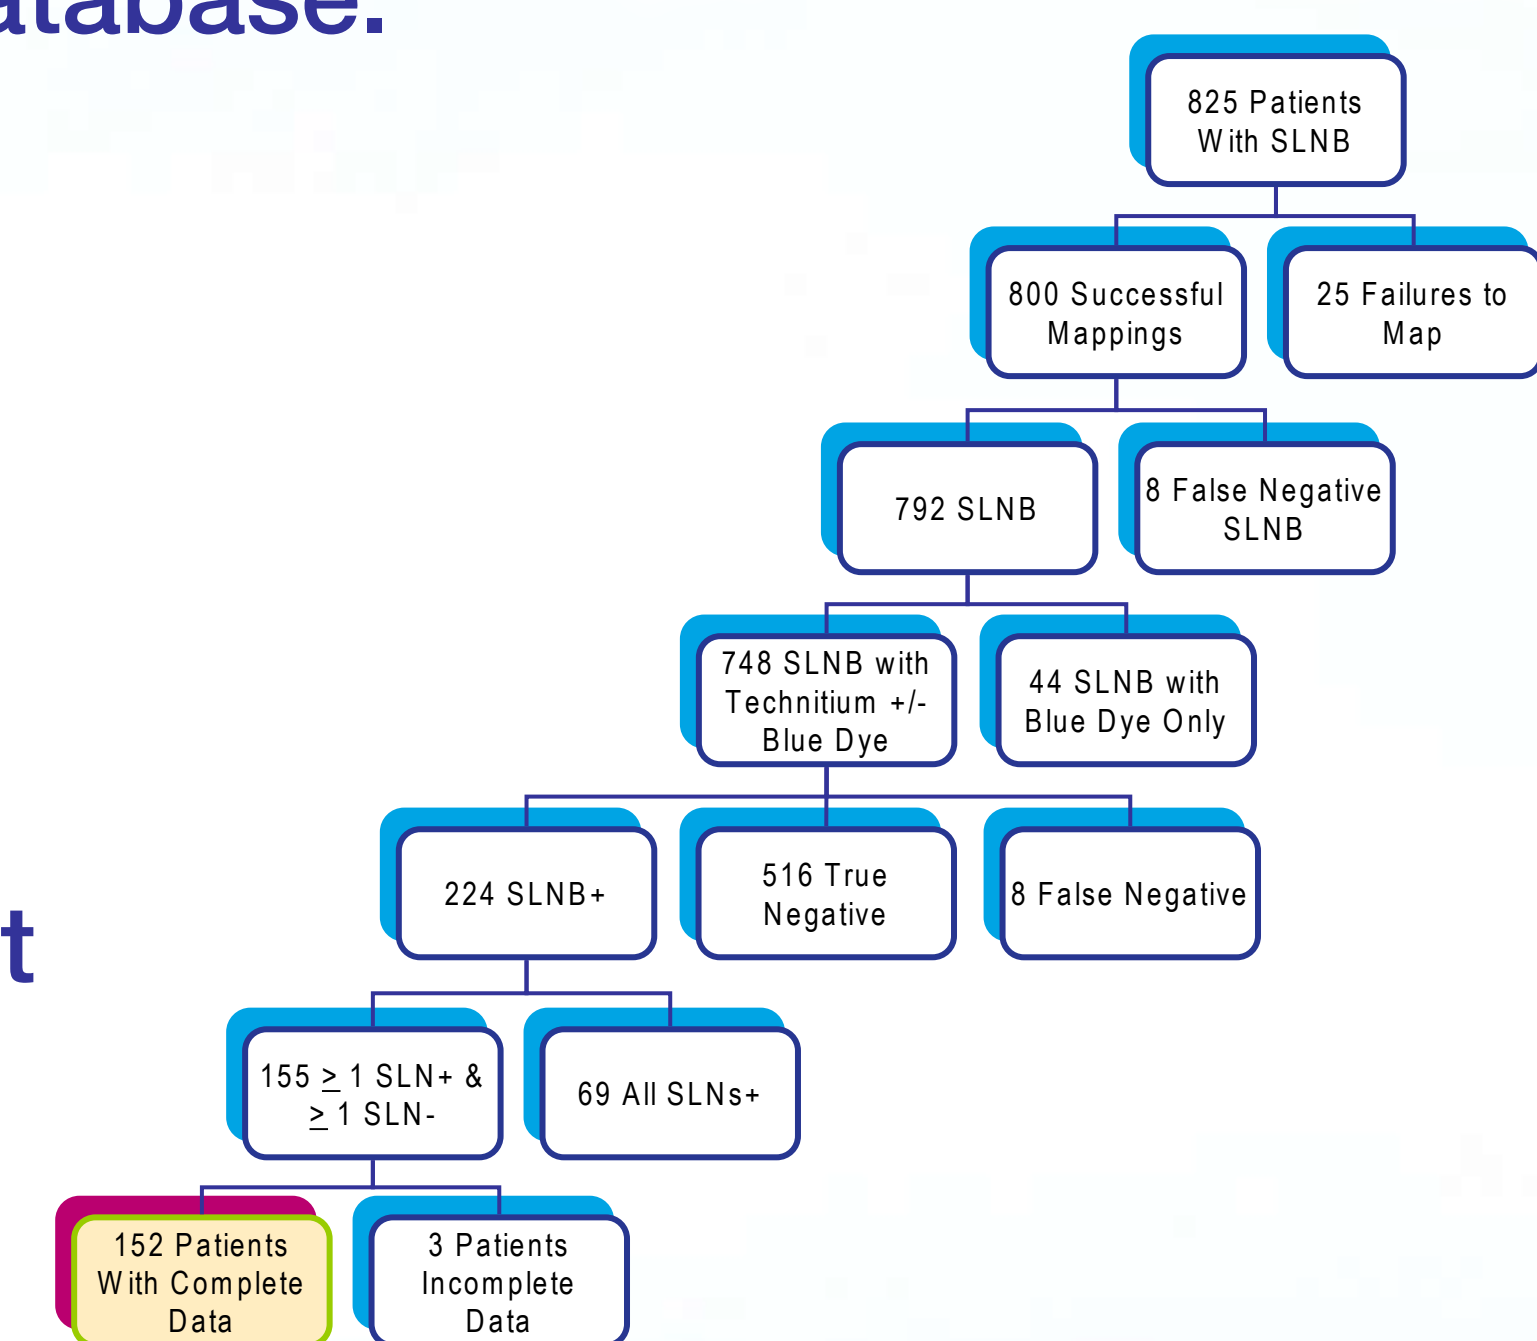 atabase.
825 Patients
With SLNB
800 Successful
Mappings
25 Failures to
Map
792 SLNB
8 False Negative
SLNB
748 SLNB with
Technitium +/-
Blue Dye
44 SLNB with
Blue Dye Only
224 SLNB+
516 True
Negative
8 False Negative
t
155 ≥ 1 SLN+ &
≥ 1 SLN-
69 All SLNs+
152 Patients
With Complete
Data
3 Patients
Incomplete
Data